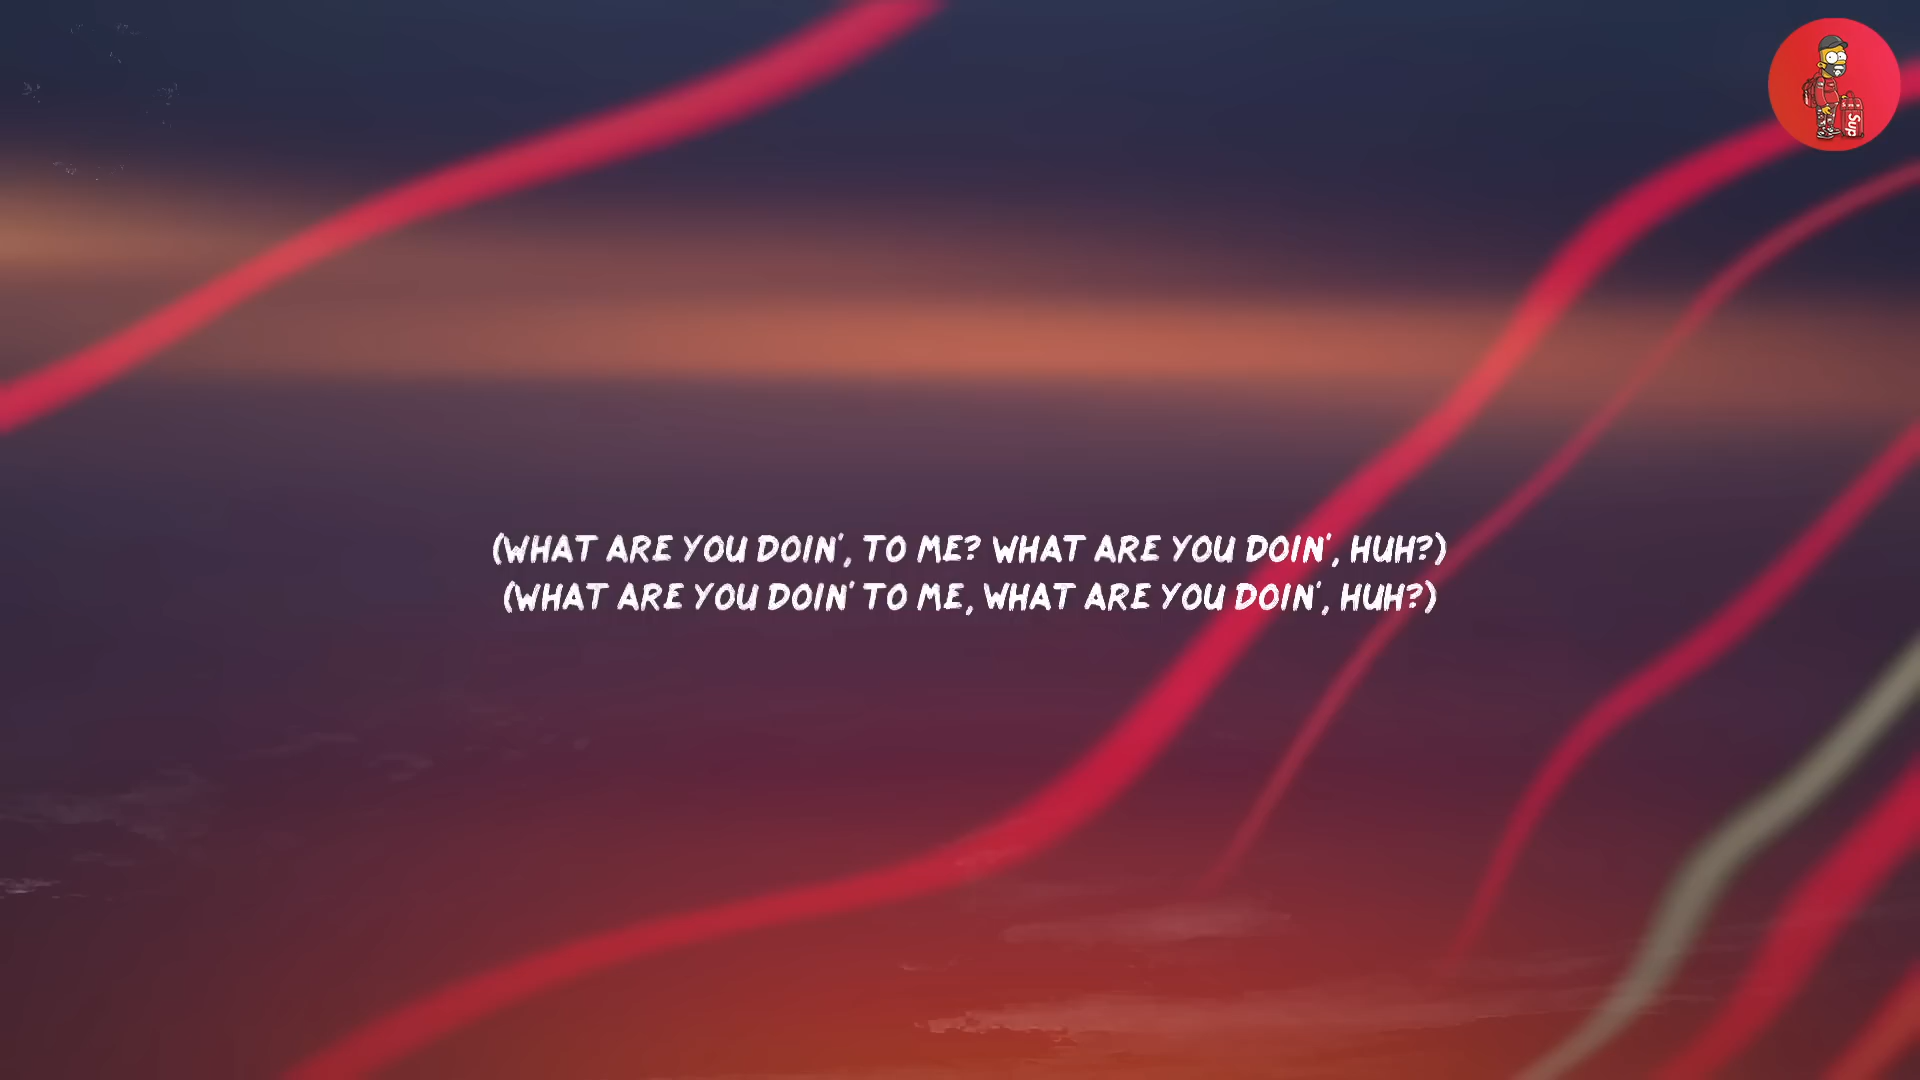 (WHAT ARE YOU DOIN', TO ME? WHAT ARE YOU DOIN', HUH?)
(WHAT ARE YOU DOIN' TO ME, WHAT ARE YOU DOIN', HUH?)
Sup